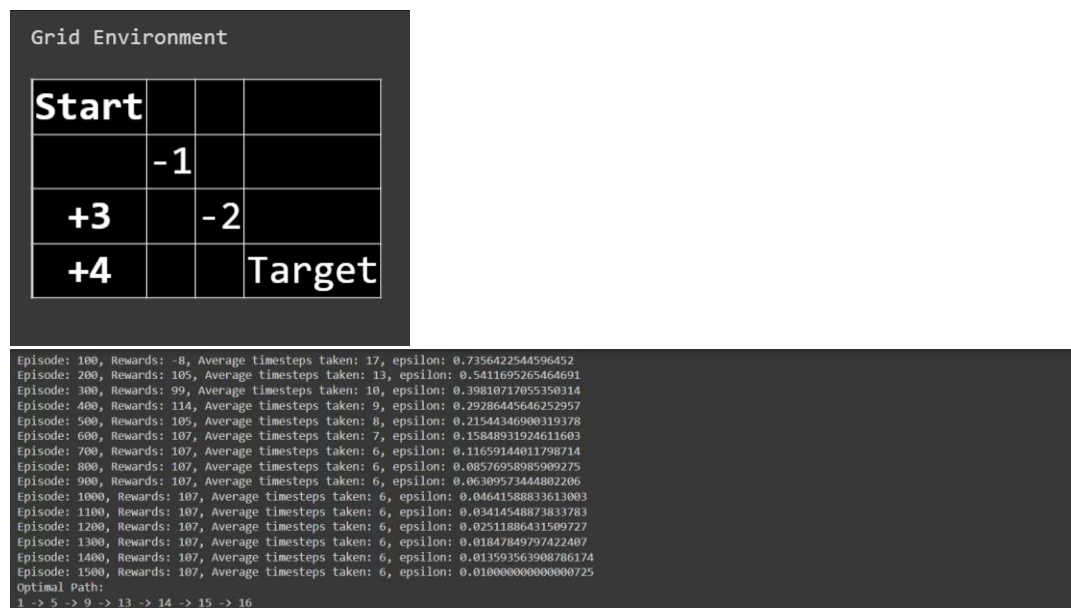 Grid Environment
Start
-1
+3 -2
+4 Target
Episode: 100, Rewards: -8, Average timesteps taken: 17, epsilon: 0.7356422544596452
Episode: 200, Rewards: 105, Average timesteps taken: 13, epsilon: 0.5411695265464691
Episode: 300, Rewards: 99, Average timesteps taken: 10, epsilon: 0.39810717055350314
Episode: 400, Rewards: 114, Average timesteps taken: 9, epsilon: 0.29286445646252957
Episode: 500, Rewards: 105, Average timesteps taken: 8, epsilon: 0.21544346900319378
Episode: 600, Rewards: 107, Average timesteps taken: 7, epsilon: 0.15848931924611603
Episode: 700, Rewards: 107, Average timesteps taken: 6, epsilon: 0.11659144011798714
Episode: 800, Rewards: 107, Average timesteps taken: 6, epsilon: 0.08576958985909275
Episode: 900, Rewards: 107, Average timesteps taken: 6, epsilon: 0.06309573444802206
Episode: 1000, Rewards: 107, Average timesteps taken: 6, epsilon: 0.04641588833613003
Episode: 1100, Rewards: 107, Average timesteps taken: 6, epsilon: 0.03414548873833783
Episode: 1200, Rewards: 107, Average timesteps taken: 6, epsilon: 0.02511886431509727
Episode: 1300, Rewards: 107, Average timesteps taken: 6, epsilon: 0.01847849797422407
Episode: 1400, Rewards: 107, Average timesteps taken: 6, epsilon: 0.013593563908786174
Episode: 1500, Rewards: 107, Average timesteps taken: 6, epsilon: 0.010000000000000725
Optimal Path:
1 -> 5 -> 9 -> 13 -> 14 -> 15 -> 16